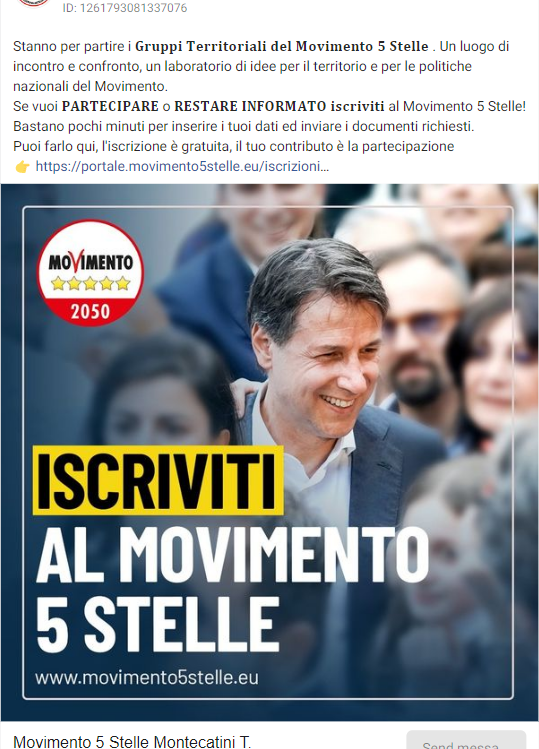 ID: 1261793081337076
Stanno per partire i Gruppi Territoriali del Movimento 5 Stelle . Un luogo di
incontro e confronto, un laboratorio di idee per il territorio e per le politiche
nazionali del Movimento.
Se vuoi PARTECIPARE o RESTARE INFORMATO iscriviti al Movimento 5 Stelle!
Bastano pochi minuti per inserire i tuoi dati ed inviare i documenti richiesti.
Puoi farlo qui, l'iscrizione è gratuita, il tuo contributo è la partecipazione
👉 https://portale.movimento5stelle.eu/iscrizioni...
MOVIMENTO
2050
ISCRIVITI
AL MOVIMENTO
5 STELLE
www.movimento5stelle.eu
Movimento 5 Stelle Montecatini T.
Send messa